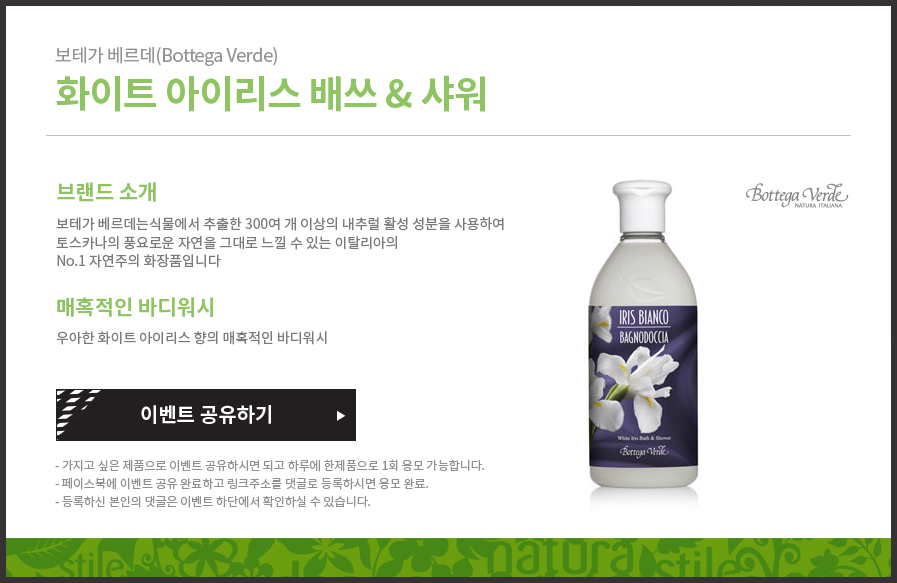 보테가 베르데(Bottega Verde)
화이트 아이리스 배쓰 & 샤워
브랜드 소개
보테가 베르데는식물에서 추출한 300여 개 이상의 내추럴 활성 성분을 사용하여
토스카나의 풍요로운 자연을 그대로 느낄 수 있는 이탈리아의
No.1 자연주의 화장품입니다
매혹적인 바디워시
우아한 화이트 아이리스 향의 매혹적인 바디워시
이벤트 공유하기
- 가지고 싶은 제품으로 이벤트 공유하시면 되고 하루에 한제품으로 1회 응모 가능합니다.
- 페이스북에 이벤트 공유 완료하고 링크주소를 댓글로 등록하시면 응모 완료.
- 등록하신 본인의 댓글은 이벤트 하단에서 확인하실 수 있습니다.
Bottega Verde
NATURA ITALIANA
IRIS BIANCO
BAGNODOCCIA
White Iris Bath & Shower
Bottega Verde
stile natura stile